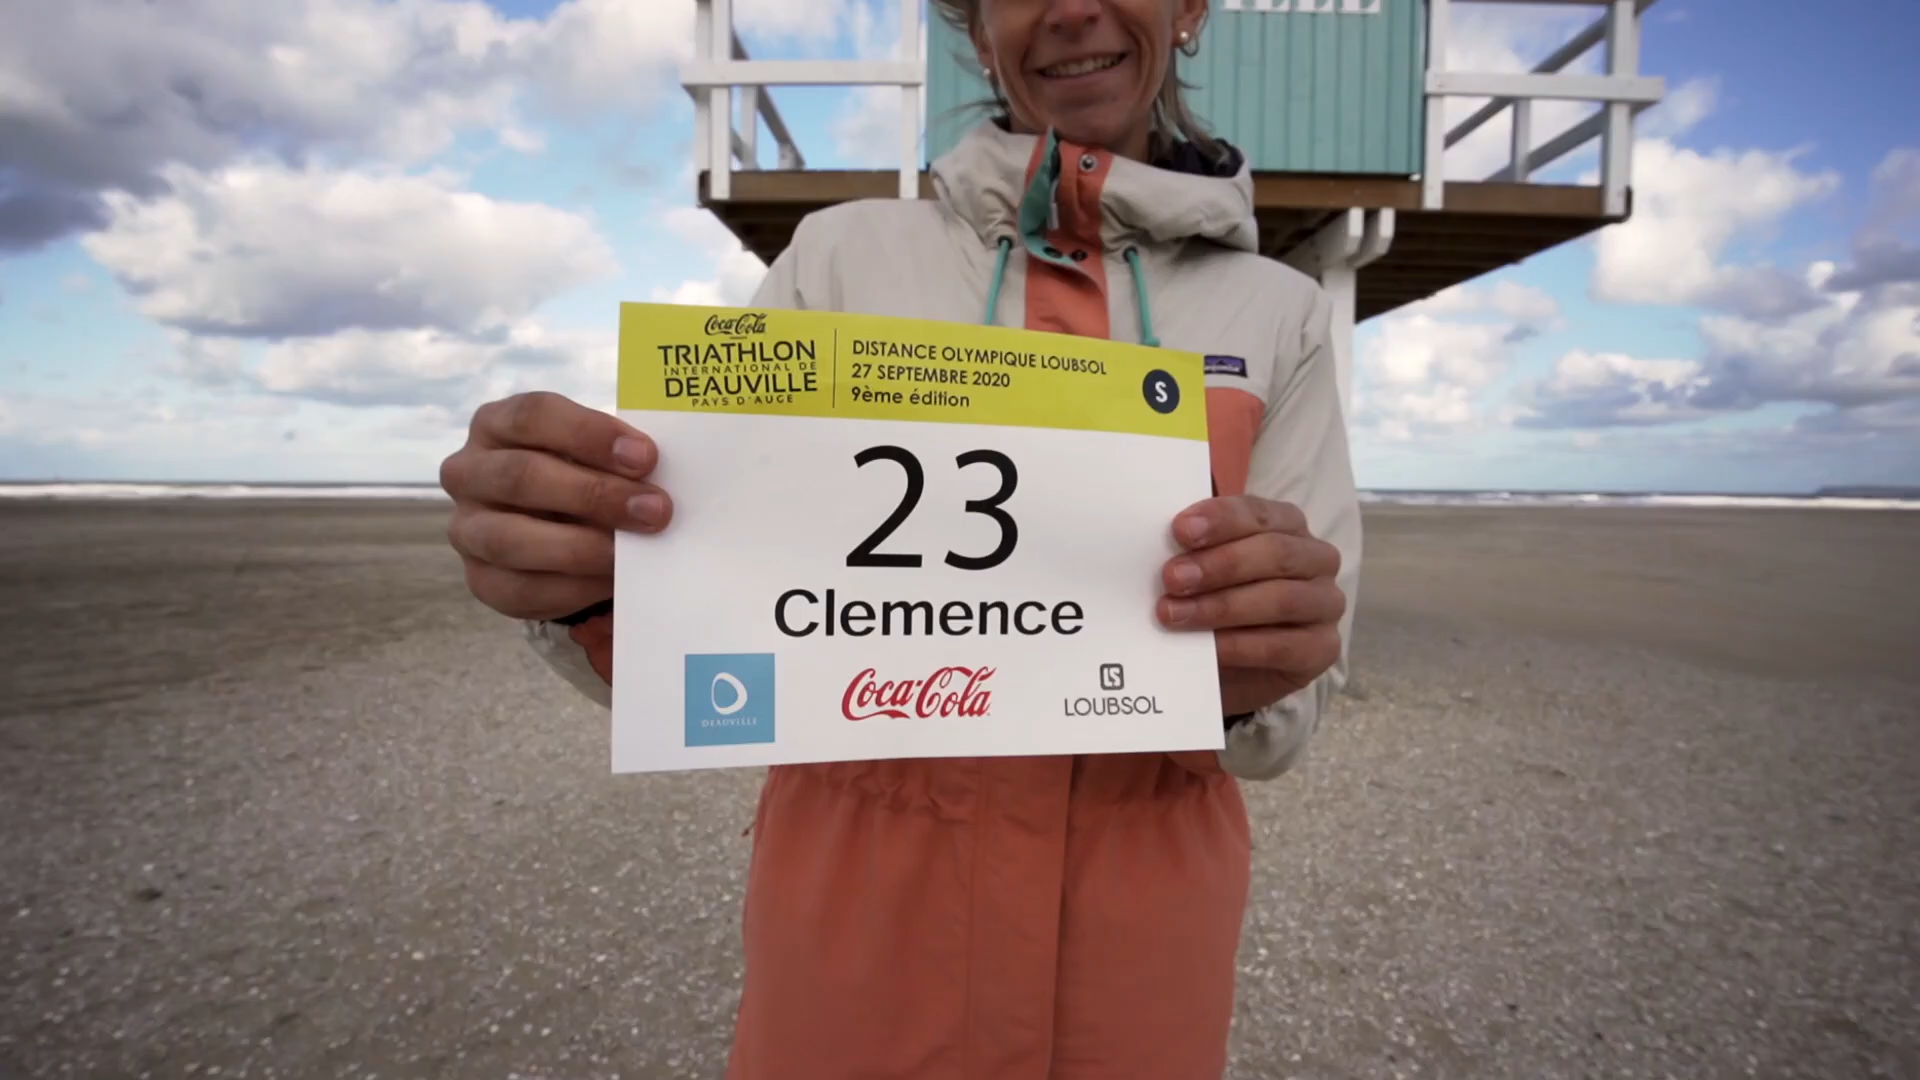 Coca-Cola
TRIATHLON
INTERNATIONAL DE
DEAUVILLE
PAYS D'AUGE
DISTANCE OLYMPIQUE LOUBSOL
27 SEPTEMBRE 2020
9ème édition
S
23
Clemence
DEAUVILLE
Coca-Cola
LS
LOUBSOL